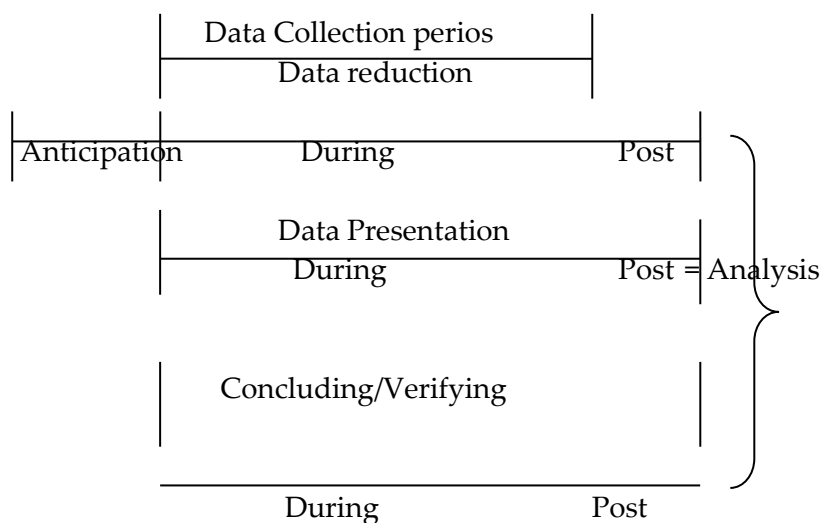 Data Collection perios
Data reduction
Anticipation During Post
Data Presentation
During Post = Analysis
Concluding/Verifying
During Post